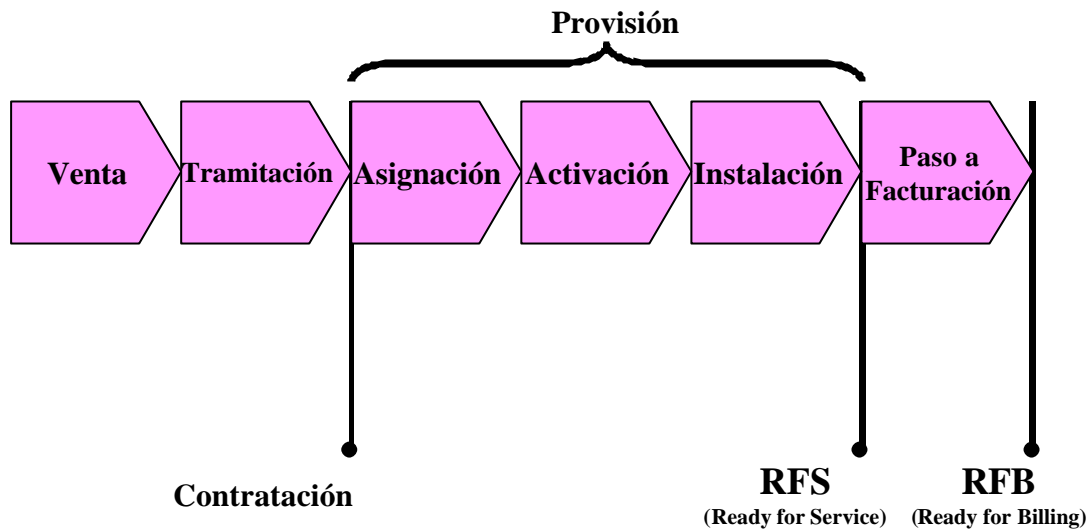 Provisión
Venta
Tramitación
Asignación
Activación
Instalación
Paso a
Facturación
Contratación
RFS
(Ready for Service)
RFB
(Ready for Billing)